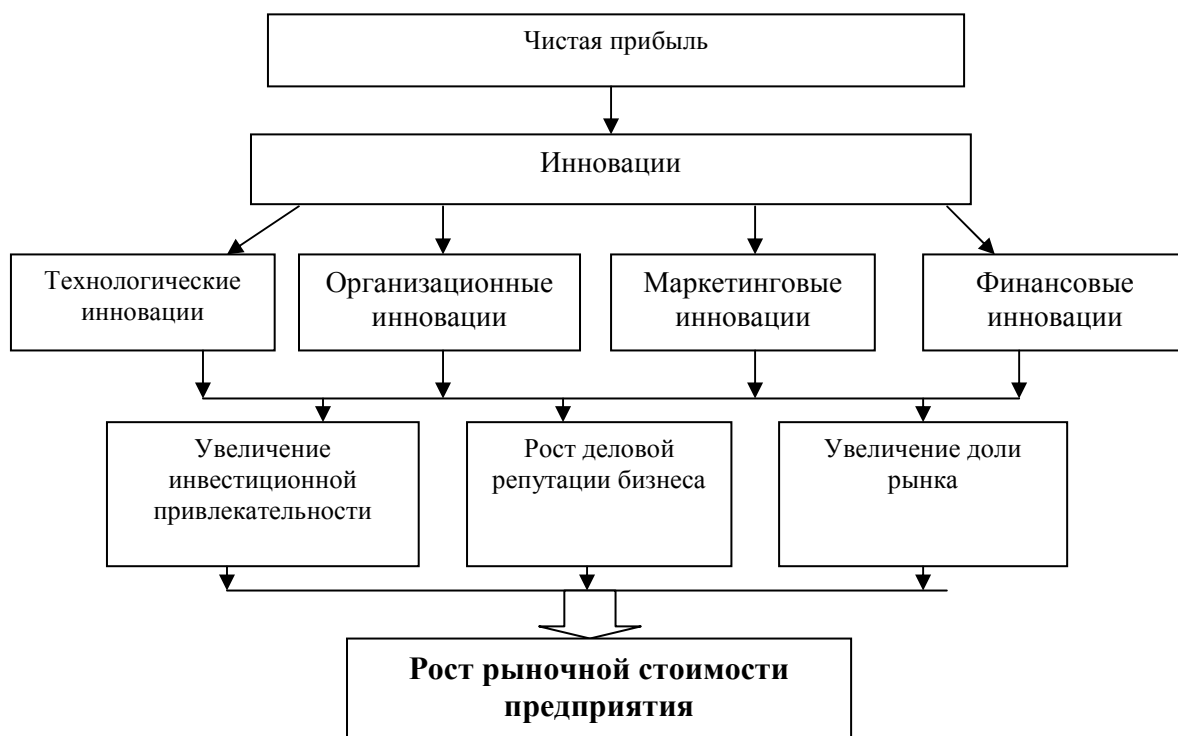 Чистая прибыль
Инновации
Технологические
инновации
Организационные
инновации
Маркетинговые
инновации
Финансовые
инновации
Увеличение
инвестиционной
привлекательности
Рост деловой
репутации бизнеса
Увеличение доли
рынка
Рост рыночной стоимости
предприятия